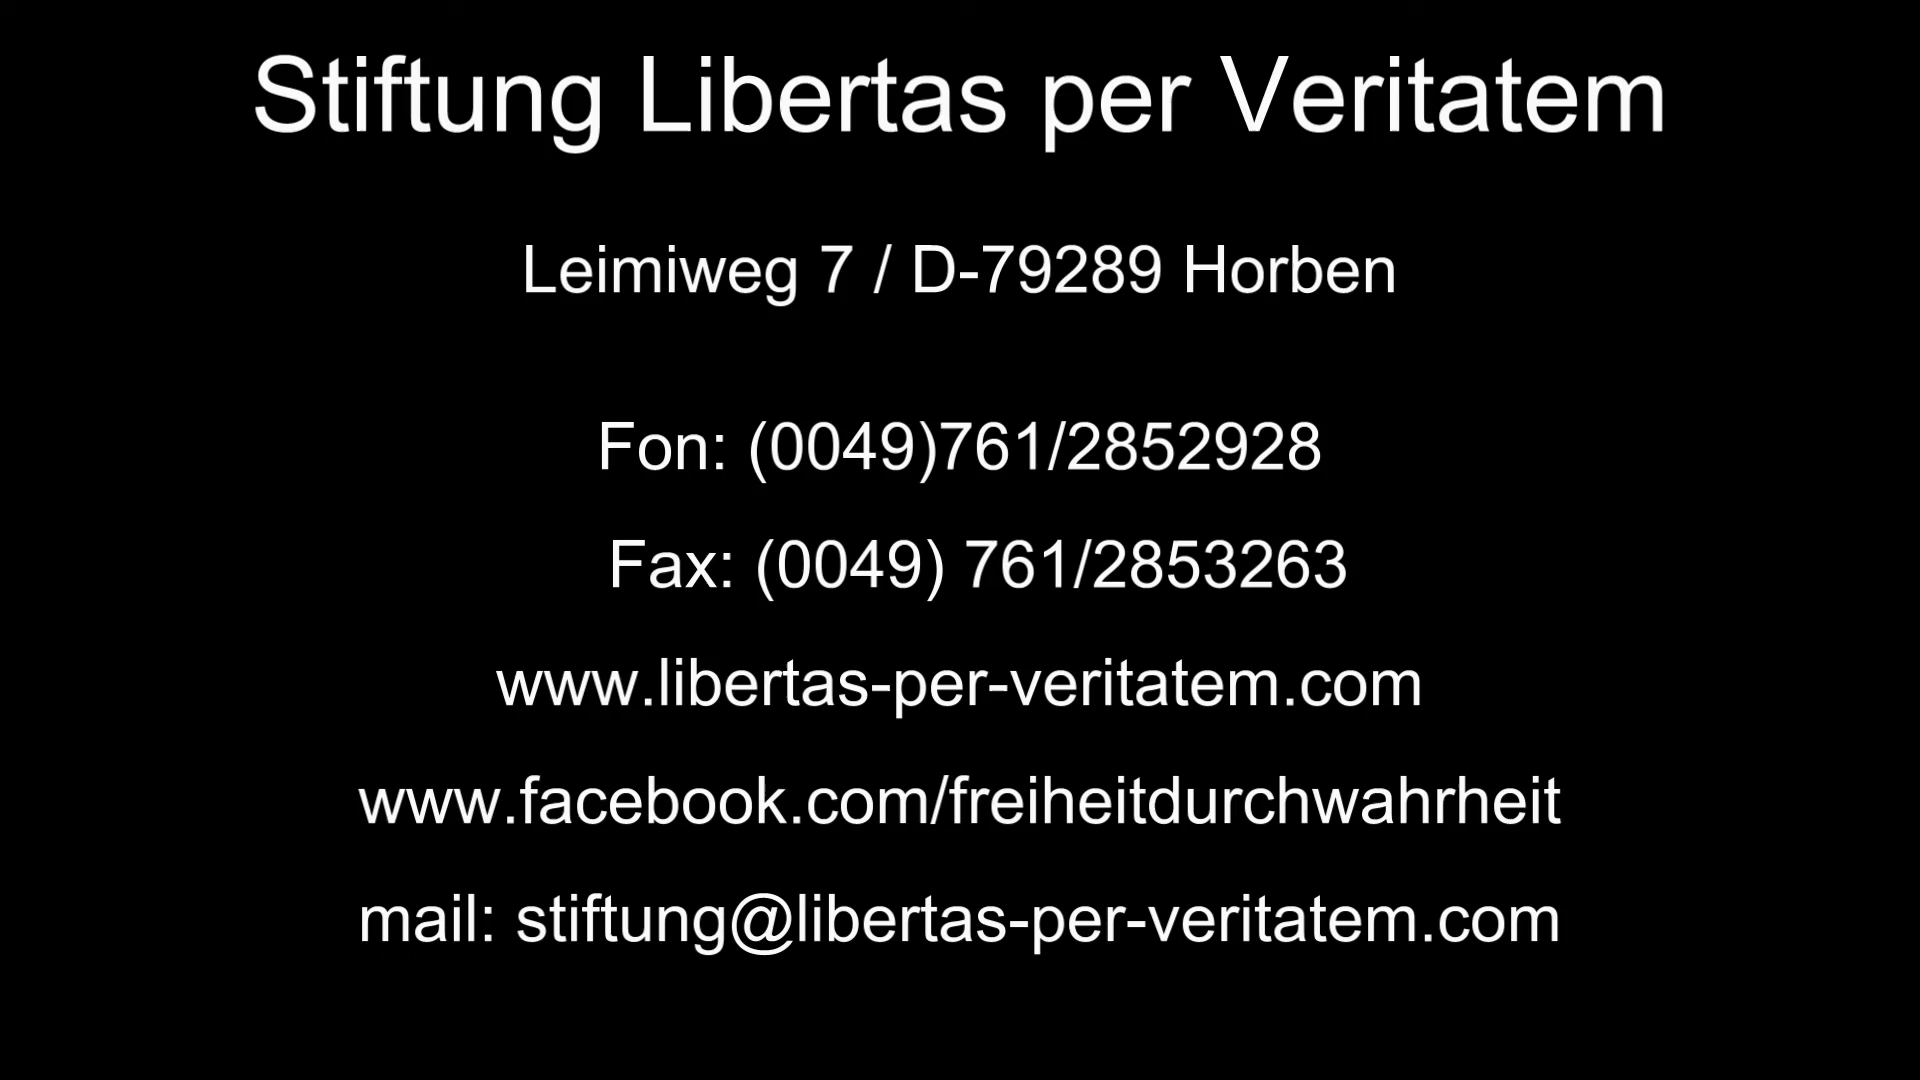 Stiftung Libertas per Veritatem
Leimiweg 7 / D-79289 Horben
Fon: (0049)761/2852928
Fax: (0049) 761/2853263
www.libertas-per-veritatem.com
www.facebook.com/freiheitdurchwahrheit
mail: stiftung@libertas-per-veritatem.com